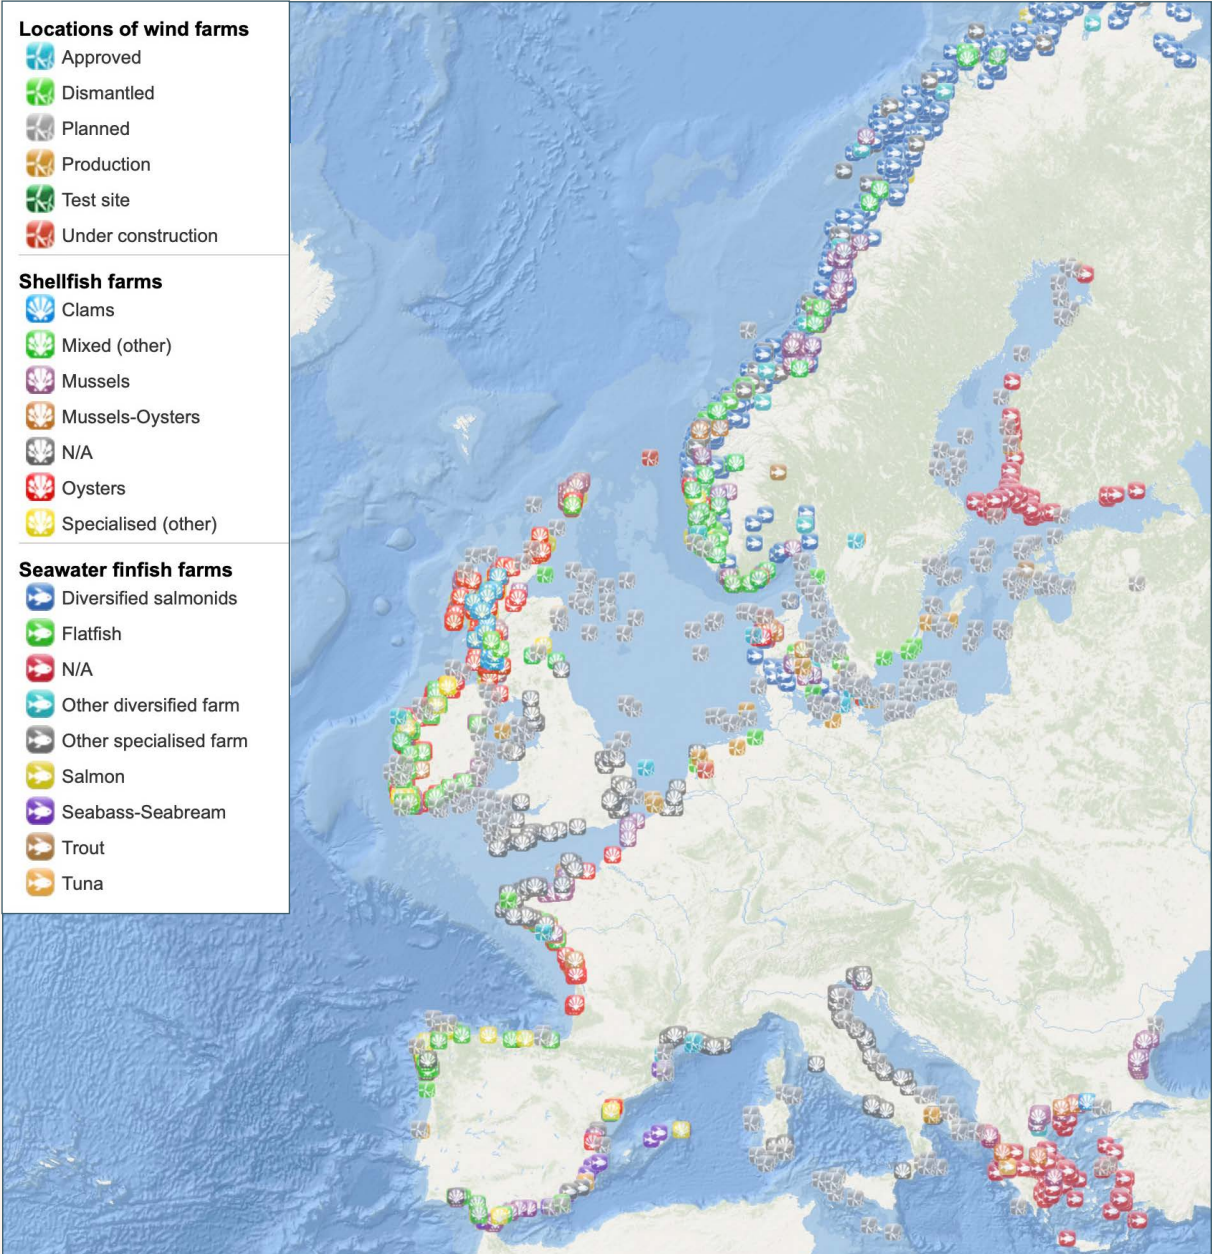 Locations of wind farms
Approved
Dismantled
Planned
Production
Test site
Under construction
Shellfish farms
Clams
Mixed (other)
Mussels
Mussels-Oysters
N/A
Oysters
Specialised (other)
Seawater finfish farms
Diversified salmonids
Flatfish
N/A
Other diversified farm
Other specialised farm
Salmon
Seabass-Seabream
Trout
Tuna